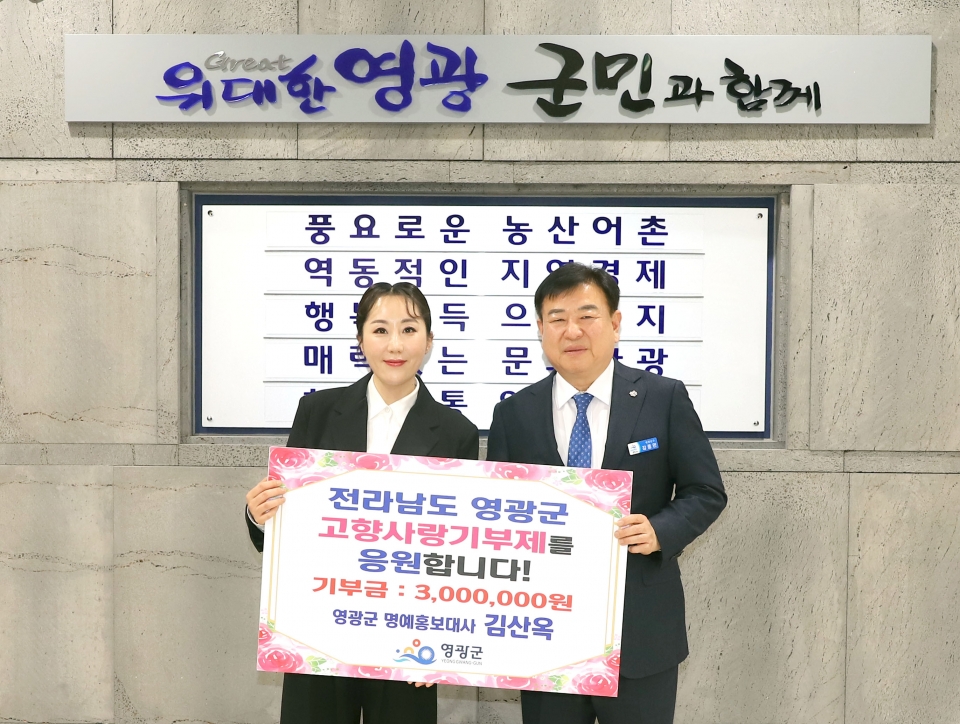 Great
위대한 영광 군민과 함께
풍요로운 농산어촌
역동적인 지역경제
행 득 으 지
매력 는 문 광
전라남도 영광군
고향사랑기부제를
응원합니다!
기부금 : 3,000,000원
영광군 명예홍보대사 김산옥
영광군
YEONG GWANG-GUN